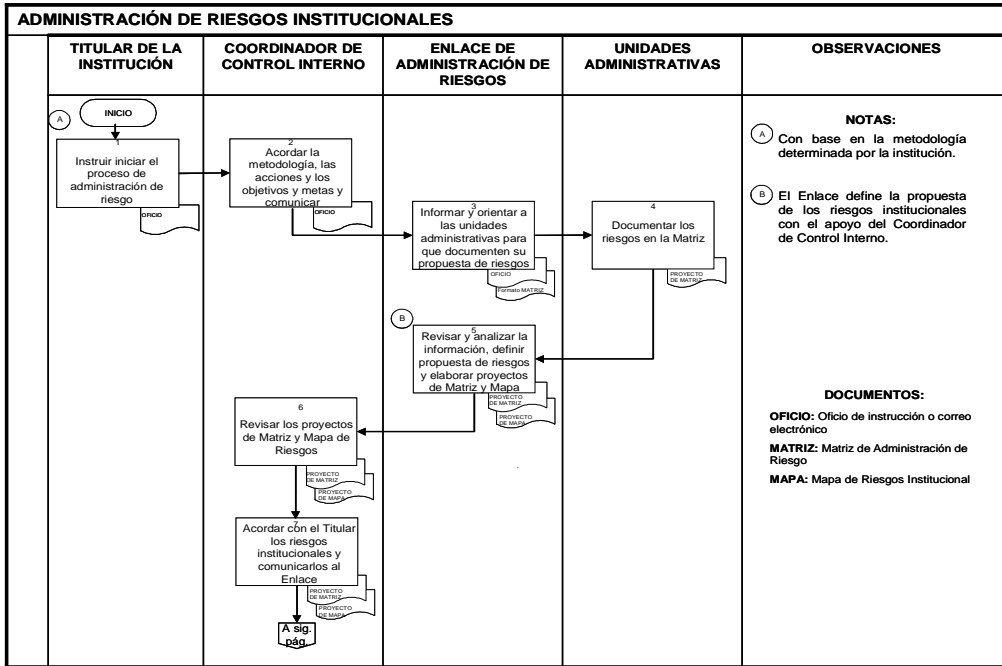 ADMINISTRACIÓN DE RIESGOS INSTITUCIONALES
TITULAR DE LA
INSTITUCIÓN
COORDINADOR DE
CONTROL INTERNO
ENLACE DE
ADMINISTRACIÓN DE
RIESGOS
UNIDADES
ADMINISTRATIVAS
OBSERVACIONES
A
INICIO
1
Instruir iniciar el
proceso de
administración de
riesgo
OFICIO
2
Acordar la
metodología, las
acciones y los
objetivos y metas y
comunicar
OFICIO
3
Informar y orientar a
las unidades
administrativas para
que documenten su
propuesta de riesgos
OFICIO
Formato MATRIZ
4
Documentar los
riesgos en la Matriz
PROYECTO
DE MATRIZ
B
5
Revisar y analizar la
información, definir
propuesta de riesgos
y elaborar proyectos
de Matriz y Mapa
PROYECTO
DE MATRIZ
PROYECTO
DE MAPA
6
Revisar los proyectos
de Matriz y Mapa de
Riesgos
PROYECTO
DE MATRIZ
PROYECTO
DE MAPA
7
Acordar con el Titular
los riesgos
institucionales y
comunicarlos al
Enlace
PROYECTO
DE MATRIZ
PROYECTO
DE MAPA
A sig.
pág.
NOTAS:
A Con base en la metodología
determinada por la institución.
B El Enlace define la propuesta
de los riesgos institucionales
con el apoyo del Coordinador
de Control Interno.
DOCUMENTOS:
OFICIO: Oficio de instrucción o correo
electrónico
MATRIZ: Matriz de Administración de
Riesgo
MAPA: Mapa de Riesgos Institucional